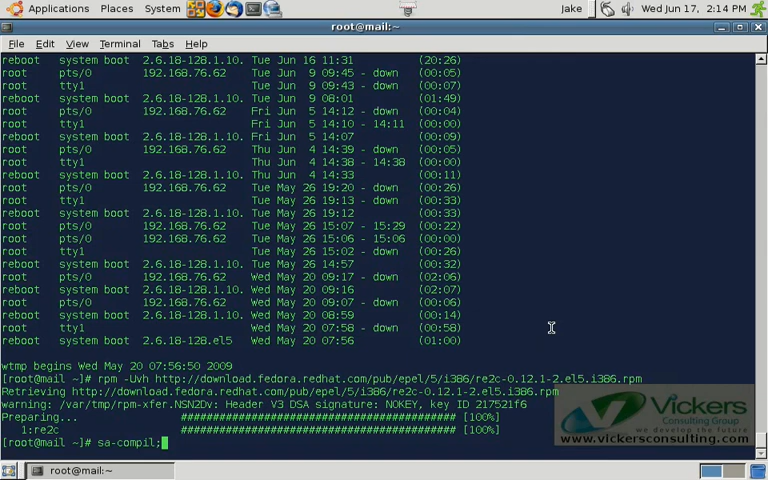 Applications Places System Jake Wed Jun 17, 2:14 PM
root@mail:~
File Edit View Terminal Tabs Help
reboot system boot 2.6.18-128.1.10. Tue Jun 16 11:31 (20:26)
root pts/0 192.168.76.62 Tue Jun 9 09:45 - down (00:05)
root tty1 Tue Jun 9 09:43 - down (00:07)
reboot system boot 2.6.18-128.1.10. Tue Jun 9 08:01 (01:49)
root pts/0 192.168.76.62 Fri Jun 5 14:12 - down (00:04)
root tty1 Fri Jun 5 14:10 - 14:11 (00:00)
reboot system boot 2.6.18-128.1.10. Fri Jun 5 14:07 (00:09)
root pts/0 192.168.76.62 Thu Jun 4 14:39 - down (00:05)
root tty1 Thu Jun 4 14:38 - 14:38 (00:00)
reboot system boot 2.6.18-128.1.10. Thu Jun 4 14:33 (00:11)
root pts/0 192.168.76.62 Tue May 26 19:20 - down (00:26)
root tty1 Tue May 26 19:13 - down (00:33)
reboot system boot 2.6.18-128.1.10. Tue May 26 19:12 (00:33)
root pts/0 192.168.76.62 Tue May 26 15:07 - 15:29 (00:22)
root pts/0 192.168.76.62 Tue May 26 15:06 - 15:06 (00:00)
root tty1 Tue May 26 15:02 - down (00:26)
reboot system boot 2.6.18-128.1.10. Tue May 26 14:57 (00:32)
root pts/0 192.168.76.62 Wed May 20 09:17 - down (02:06)
reboot system boot 2.6.18-128.1.10. Wed May 20 09:16 (02:07)
root pts/0 192.168.76.62 Wed May 20 09:07 - down (00:06)
reboot system boot 2.6.18-128.1.10. Wed May 20 08:59 (00:14)
root tty1 Wed May 20 07:58 - down (00:58)
reboot system boot 2.6.18-128.el5 Wed May 20 07:56 (01:00)
wtmp begins Wed May 20 07:56:50 2009
[root@mail ~]# rpm -Uvh http://download.fedora.redhat.com/pub/epel/5/i386/re2c-0.12.1-2.el5.i386.rpm
Retrieving http://download.fedora.redhat.com/pub/epel/5/i386/re2c-0.12.1-2.el5.i386.rpm
warning: /var/tmp/rpm-xfer.NSN2Dv: Header V3 DSA signature: NOKEY, key ID 217521f6
Preparing... ########################################### [100%]
1:re2c ########################################### [100%]
[root@mail ~]# sa-compil;
Vickers
CONSULTING GROUP
we develop the future
www.vickersconsulting.com
root@mail:~